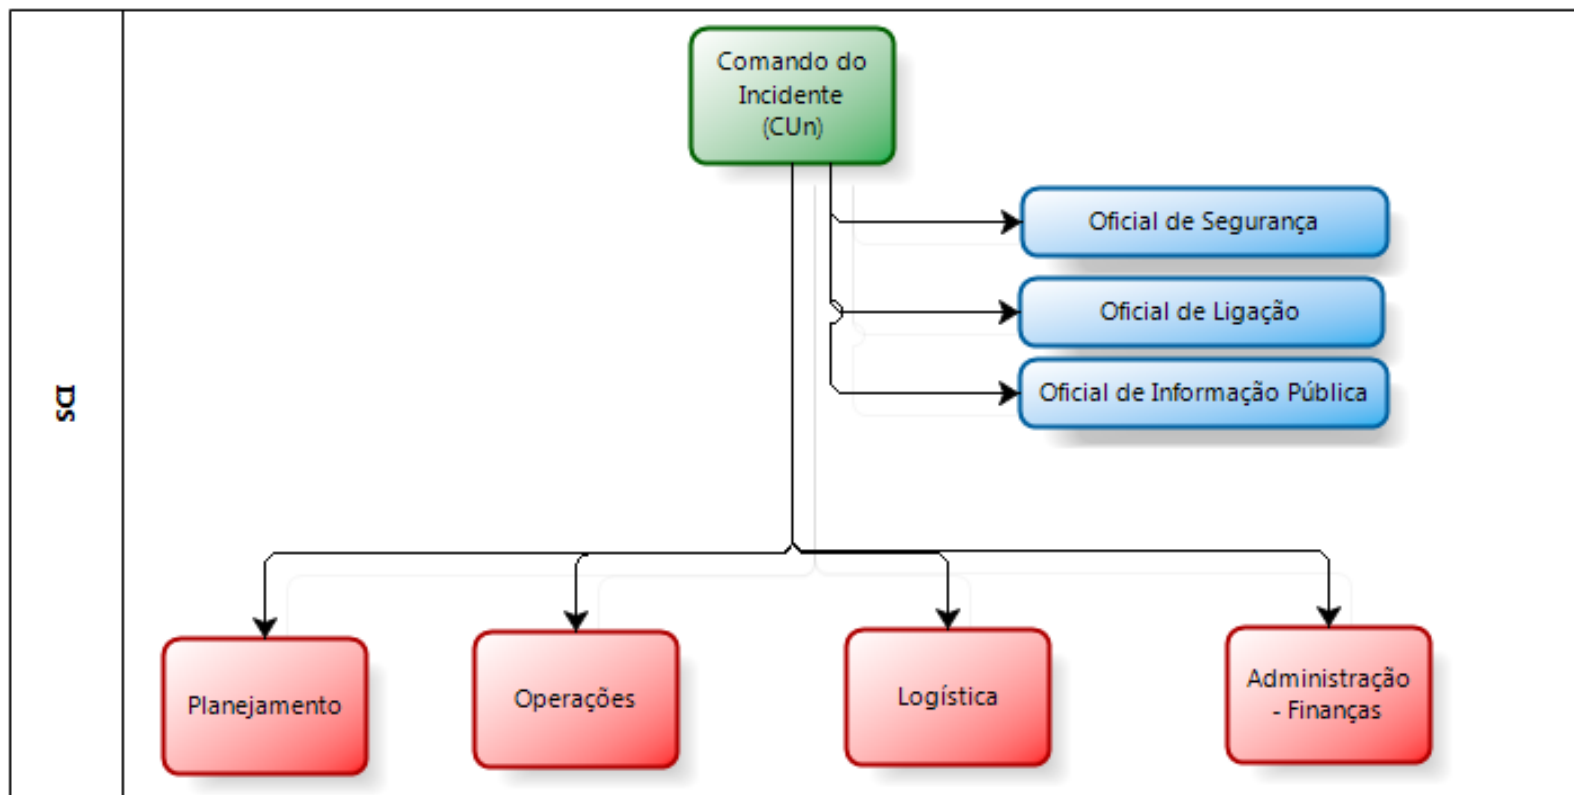 SCI
Comando do
Incidente
(CUn)
Oficial de Segurança
Oficial de Ligação
Oficial de Informação Pública
Planejamento
Operações
Logística
Administração
- Finanças